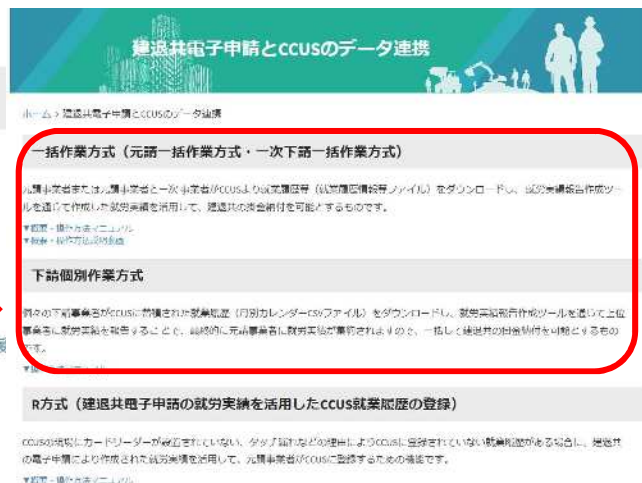 建退共電子申請とCCUSのデータ連携
ホーム > 建退共電子申請とCCUSのデータ連携
一括作業方式（元請一括作業方式・一次下請一括作業方式）
元請事業者または元請事業者と一次事業者がCCUSより就業履歴等（就業履歴情報等ファイル）をダウンロードし、就労実績報告作成ツー
ルを通じて作成した就労実績を活用して、建退共の掛金納付を可能とするものです。
▼概要・操作方法マニュアル
▼概要・操作方法説明動画
下請個別作業方式
個々の下請事業者がCCUSに蓄積された就業履歴（月別カレンダーCSVファイル）をダウンロードし、就労実績報告作成ツールを通じて上位
事業者に就労実績を報告することで、最終的に元請事業者に就労実績が集約されますので、一括して建退共の掛金納付を可能とするもの
です。
R方式（建退共電子申請の就労実績を活用したCCUS就業履歴の登録）
CCUSの現場にカードリーダーが設置されていない、タッチ漏れなどの理由によりCCUSに登録されていない就業履歴がある場合に、建退共
の電子申請により作成された就労実績を活用して、元請事業者がCCUSに登録するための機能です。
▼概要・操作方法マニュアル